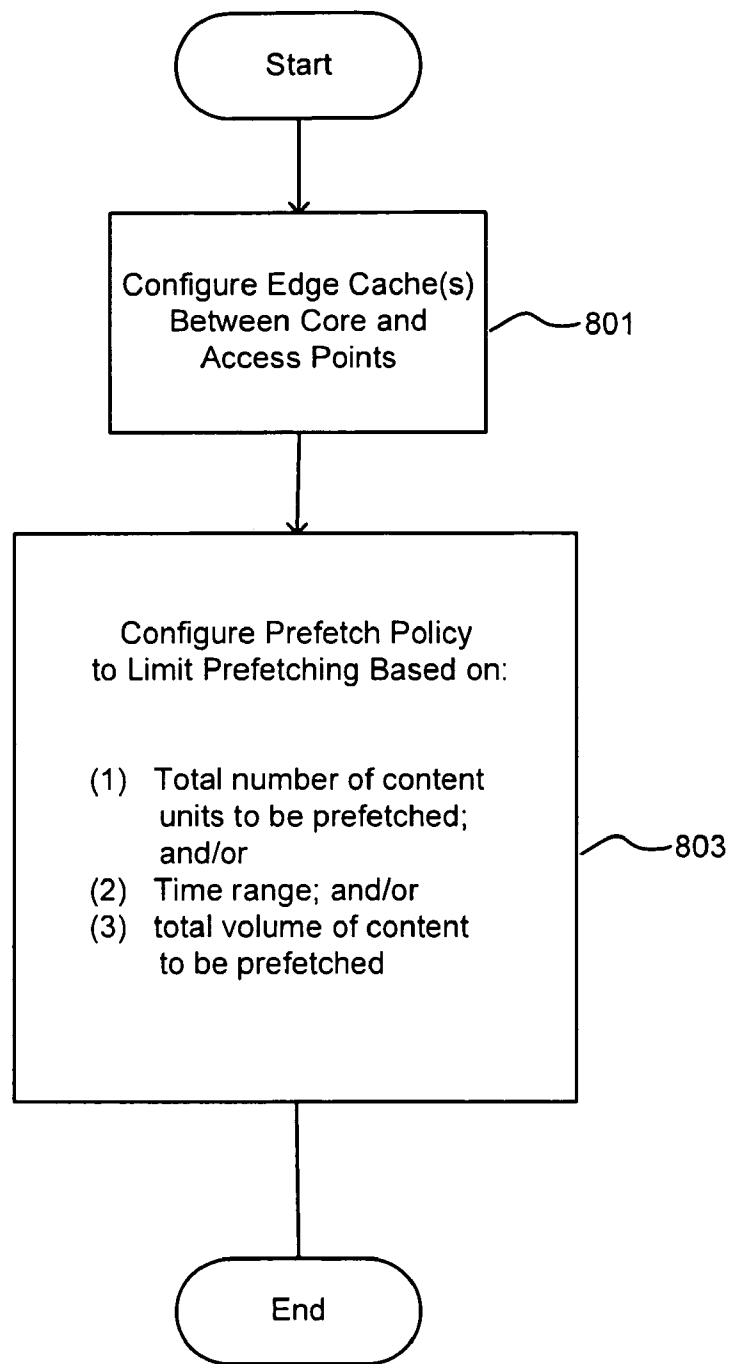 Start
Configure Edge Cache(s)
Between Core and
Access Points
801
Configure Prefetch Policy
to Limit Prefetching Based on:
(1) Total number of content
units to be prefetched;
and/or
(2) Time range; and/or
(3) total volume of content
to be prefetched
803
End